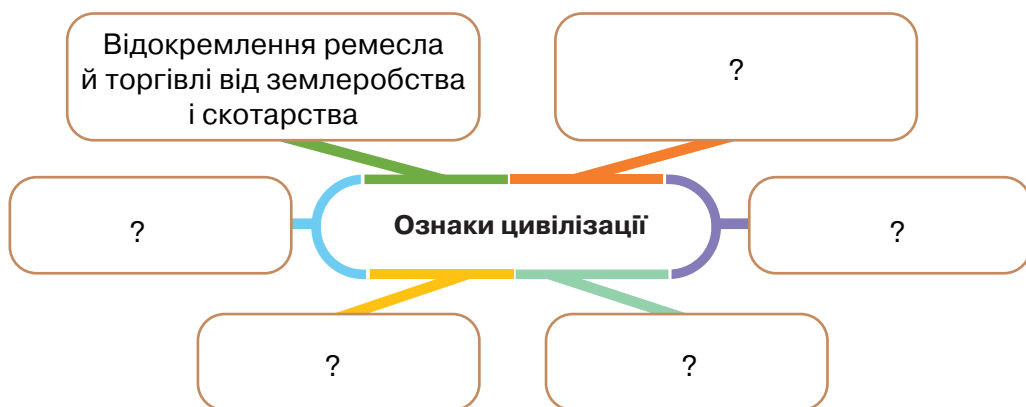 Відокремлення ремесла
й торгівлі від землеробства
і скотарства
?
?
Ознаки цивілізації
?
?
?